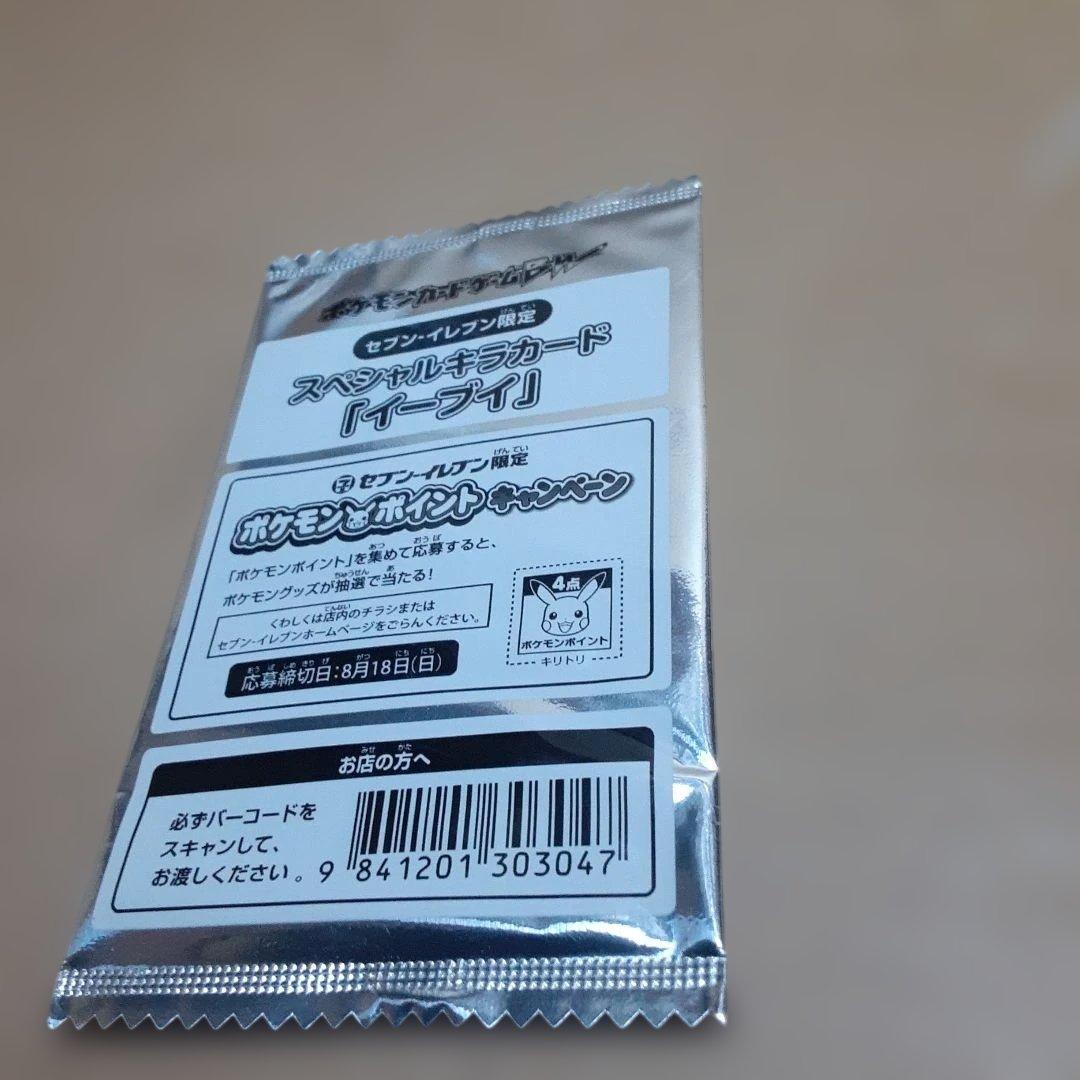 ポケモンカードゲームBW
セブン-イレブン限定
スペシャルキラカード
「イーブイ」
セブン-イレブン限定
ポケモンポイントキャンペーン
「ポケモンポイント」を集めて応募すると、
ポケモングッズが抽選で当たる!
くわしくは店内のチラシまたは
セブン-イレブンホームページをごらんください。
応募締切日:8月18日(日)
4点
ポケモンポイント
キリトリ
お店の方へ
必ずバーコードを
スキャンして、
お渡しください。
9 841201 303047